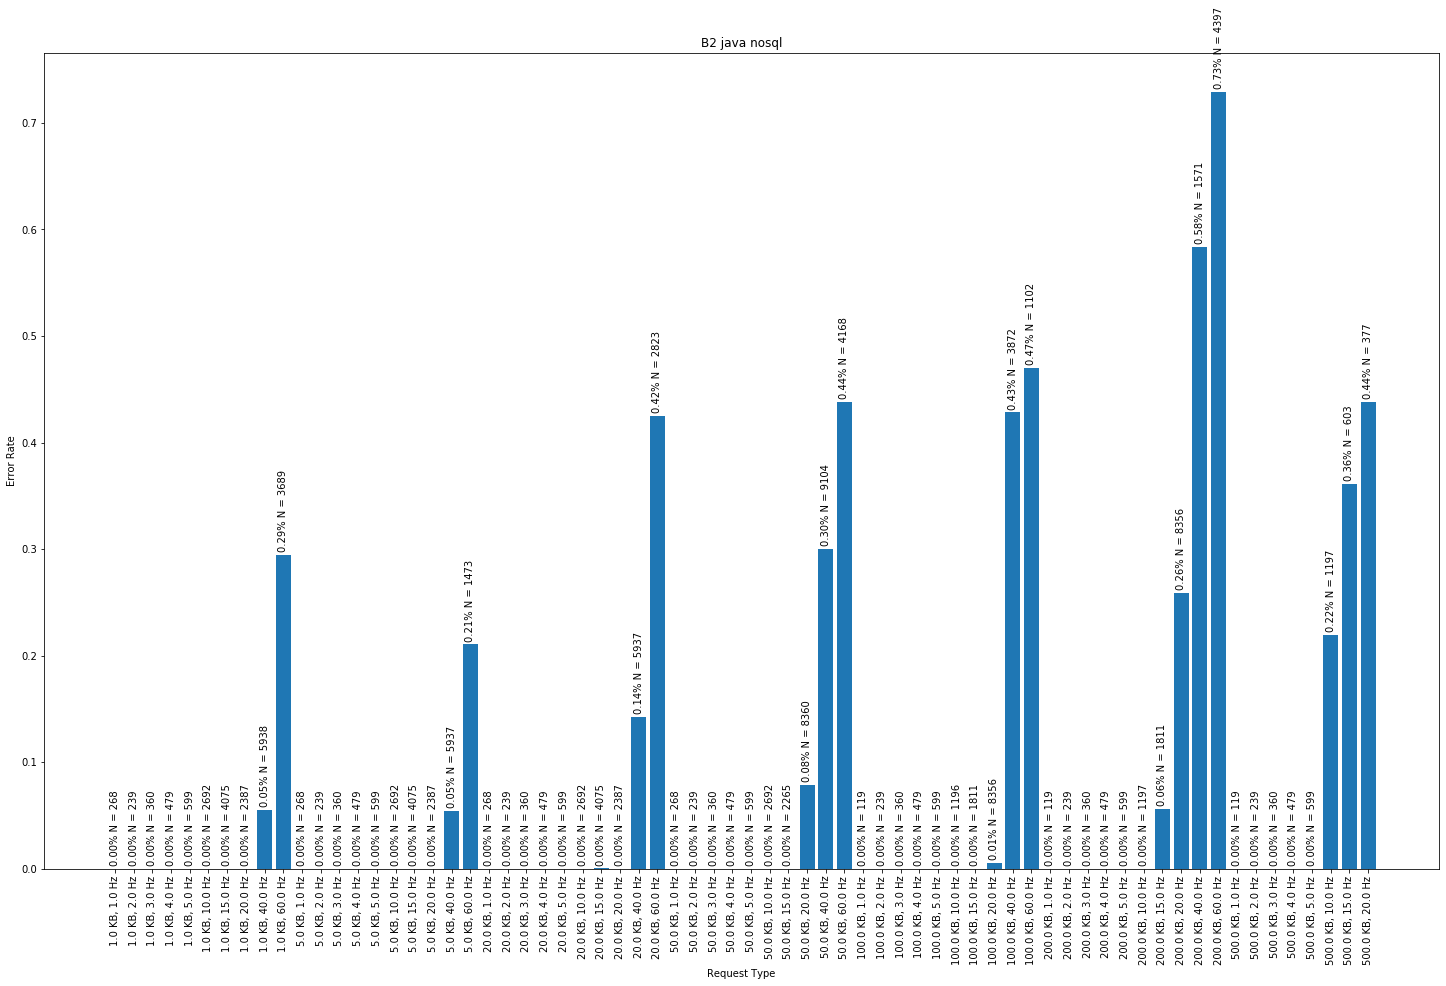 B2 java nosql
Error Rate
0.7
0.6
0.5
0.4
0.3
0.2
0.1
0.0
0.00% N = 268
0.00% N = 239
0.00% N = 360
0.00% N = 479
0.00% N = 599
0.00% N = 2692
0.00% N = 4075
0.00% N = 2387
0.05% N = 5938
0.29% N = 3689
0.00% N = 268
0.00% N = 239
0.00% N = 360
0.00% N = 479
0.00% N = 599
0.00% N = 2692
0.00% N = 4075
0.00% N = 2387
0.05% N = 5937
0.21% N = 1473
0.00% N = 268
0.00% N = 239
0.00% N = 360
0.00% N = 479
0.00% N = 599
0.00% N = 2692
0.00% N = 4075
0.00% N = 2387
0.14% N = 5937
0.42% N = 2823
0.00% N = 268
0.00% N = 239
0.00% N = 360
0.00% N = 479
0.00% N = 599
0.00% N = 2692
0.00% N = 2265
0.08% N = 8360
0.30% N = 9104
0.44% N = 4168
0.00% N = 119
0.00% N = 239
0.00% N = 360
0.00% N = 479
0.00% N = 599
0.00% N = 1196
0.00% N = 1811
0.01% N = 8356
0.43% N = 3872
0.47% N = 1102
0.00% N = 119
0.00% N = 239
0.00% N = 360
0.00% N = 479
0.00% N = 599
0.00% N = 1197
0.06% N = 1811
0.26% N = 8356
0.58% N = 1571
0.73% N = 4397
0.00% N = 119
0.00% N = 239
0.00% N = 360
0.00% N = 479
0.00% N = 599
0.22% N = 1197
0.36% N = 603
0.44% N = 377
1.0 KB, 1.0 Hz
1.0 KB, 2.0 Hz
1.0 KB, 3.0 Hz
1.0 KB, 4.0 Hz
1.0 KB, 5.0 Hz
1.0 KB, 10.0 Hz
1.0 KB, 15.0 Hz
1.0 KB, 20.0 Hz
1.0 KB, 40.0 Hz
1.0 KB, 60.0 Hz
5.0 KB, 1.0 Hz
5.0 KB, 2.0 Hz
5.0 KB, 3.0 Hz
5.0 KB, 4.0 Hz
5.0 KB, 5.0 Hz
5.0 KB, 10.0 Hz
5.0 KB, 15.0 Hz
5.0 KB, 20.0 Hz
5.0 KB, 40.0 Hz
5.0 KB, 60.0 Hz
20.0 KB, 1.0 Hz
20.0 KB, 2.0 Hz
20.0 KB, 3.0 Hz
20.0 KB, 4.0 Hz
20.0 KB, 5.0 Hz
20.0 KB, 10.0 Hz
20.0 KB, 15.0 Hz
20.0 KB, 20.0 Hz
20.0 KB, 40.0 Hz
20.0 KB, 60.0 Hz
50.0 KB, 1.0 Hz
50.0 KB, 2.0 Hz
50.0 KB, 3.0 Hz
50.0 KB, 4.0 Hz
50.0 KB, 5.0 Hz
50.0 KB, 10.0 Hz
50.0 KB, 15.0 Hz
50.0 KB, 20.0 Hz
50.0 KB, 40.0 Hz
50.0 KB, 60.0 Hz
100.0 KB, 1.0 Hz
100.0 KB, 2.0 Hz
100.0 KB, 3.0 Hz
100.0 KB, 4.0 Hz
100.0 KB, 5.0 Hz
100.0 KB, 10.0 Hz
100.0 KB, 15.0 Hz
100.0 KB, 20.0 Hz
100.0 KB, 40.0 Hz
100.0 KB, 60.0 Hz
200.0 KB, 1.0 Hz
200.0 KB, 2.0 Hz
200.0 KB, 3.0 Hz
200.0 KB, 4.0 Hz
200.0 KB, 5.0 Hz
200.0 KB, 10.0 Hz
200.0 KB, 15.0 Hz
200.0 KB, 20.0 Hz
200.0 KB, 40.0 Hz
200.0 KB, 60.0 Hz
500.0 KB, 1.0 Hz
500.0 KB, 2.0 Hz
500.0 KB, 3.0 Hz
500.0 KB, 4.0 Hz
500.0 KB, 5.0 Hz
500.0 KB, 10.0 Hz
500.0 KB, 15.0 Hz
500.0 KB, 20.0 Hz
Request Type